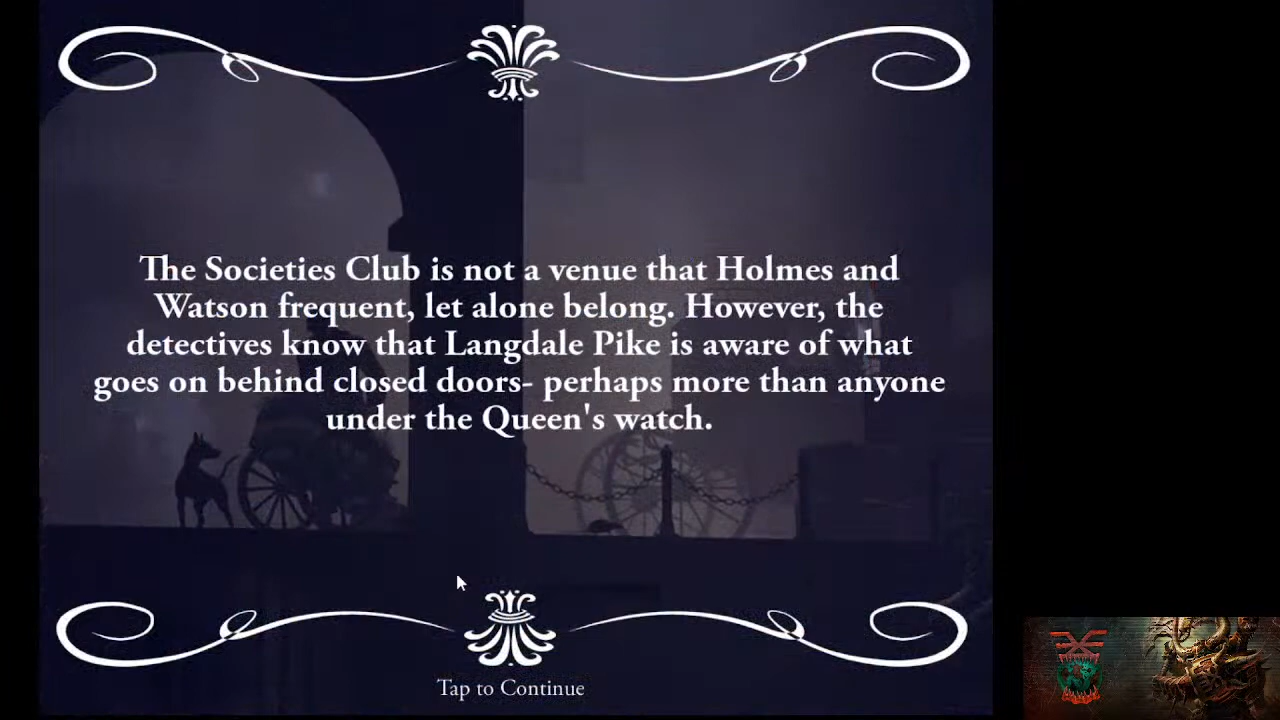 The Societies Club is not a venue that Holmes and
Watson frequent, let alone belong. However, the
detectives know that Langdale Pike is aware of what
goes on behind closed doors- perhaps more than anyone
under the Queen's watch.
Tap to Continue